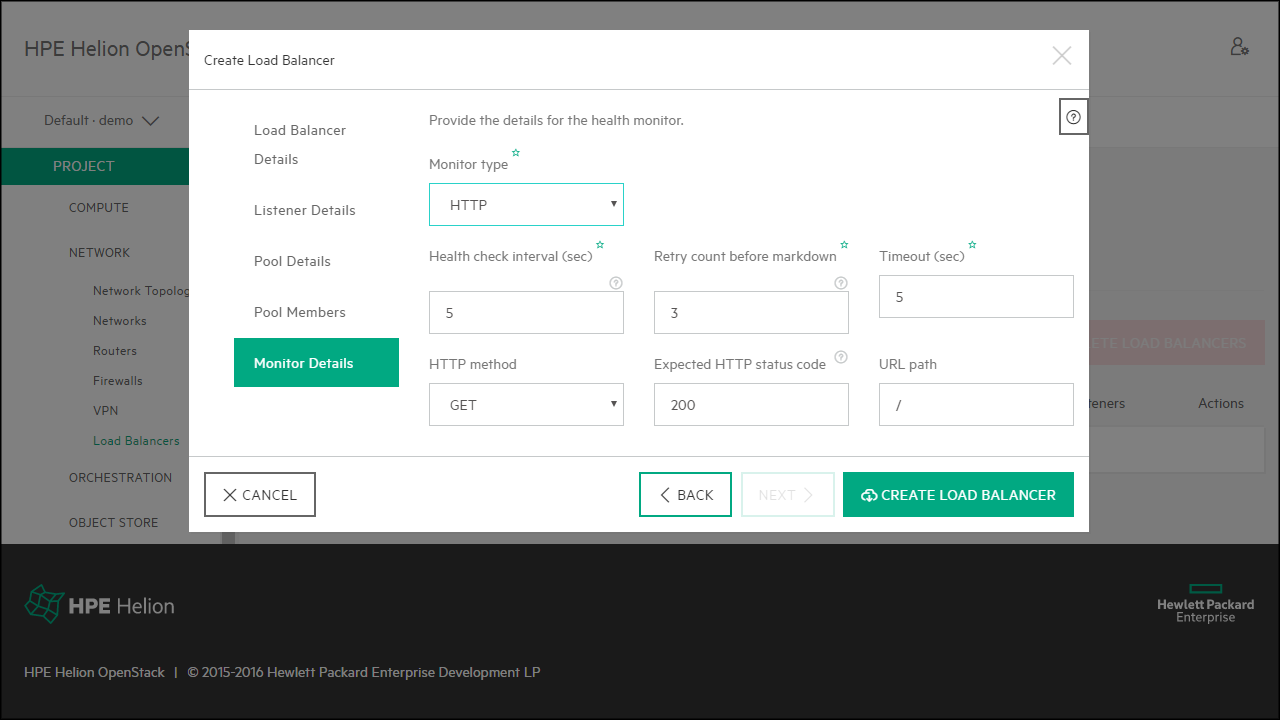 HPE Helion OpenS
Default · demo
PROJECT
COMPUTE
NETWORK
Network Topolog
Networks
Routers
Firewalls
VPN
Load Balancers
ORCHESTRATION
OBJECT STORE
Create Load Balancer
Load Balancer
Details
Listener Details
Pool Details
Pool Members
Monitor Details
Provide the details for the health monitor.
Monitor type
HTTP
Health check interval (sec)
Retry count before markdown
Timeout (sec)
5
3
5
HTTP method
Expected HTTP status code
URL path
GET
200
/
CANCEL
BACK
NEXT
CREATE LOAD BALANCER
ETE LOAD BALANCERS
teners
Actions
HPE Helion
Hewlett Packard
Enterprise
HPE Helion OpenStack | © 2015-2016 Hewlett Packard Enterprise Development LP